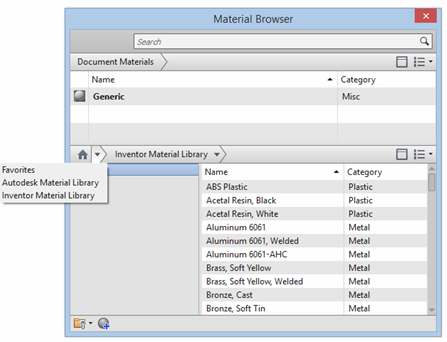 Material Browser
Search
Document Materials
Name Category
Generic Misc
Inventor Material Library
Favorites
Autodesk Material Library
Inventor Material Library
Name Category
ABS Plastic Plastic
Acetal Resin, Black Plastic
Acetal Resin, White Plastic
Aluminum 6061 Metal
Aluminum 6061, Welded Metal
Aluminum 6061-AHC Metal
Brass, Soft Yellow Metal
Brass, Soft Yellow, Welded Metal
Bronze, Cast Metal
Bronze, Soft Tin Metal